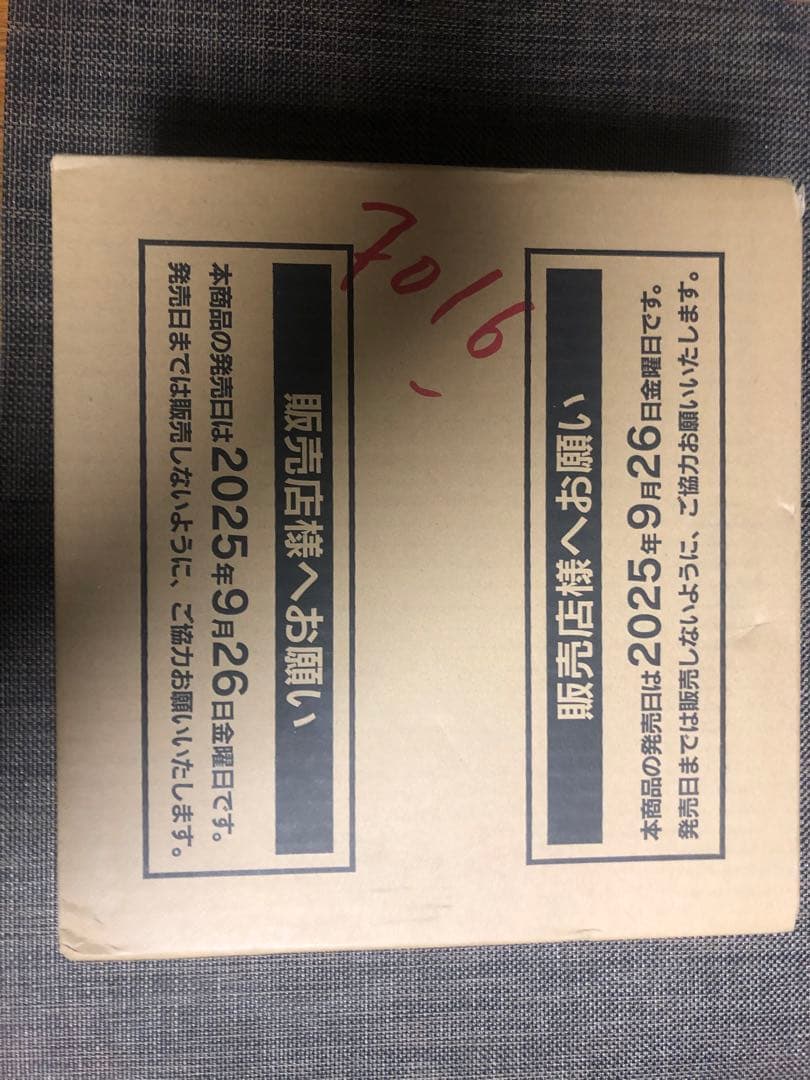 販売店様へお願い
本商品の発売日は2025年9月26日金曜日です。
発売日までは販売しないように、ご協力お願いいたします。
7016
販売店様へお願い
本商品の発売日は2025年9月26日金曜日です。
発売日までは販売しないように、ご協力お願いいたします。